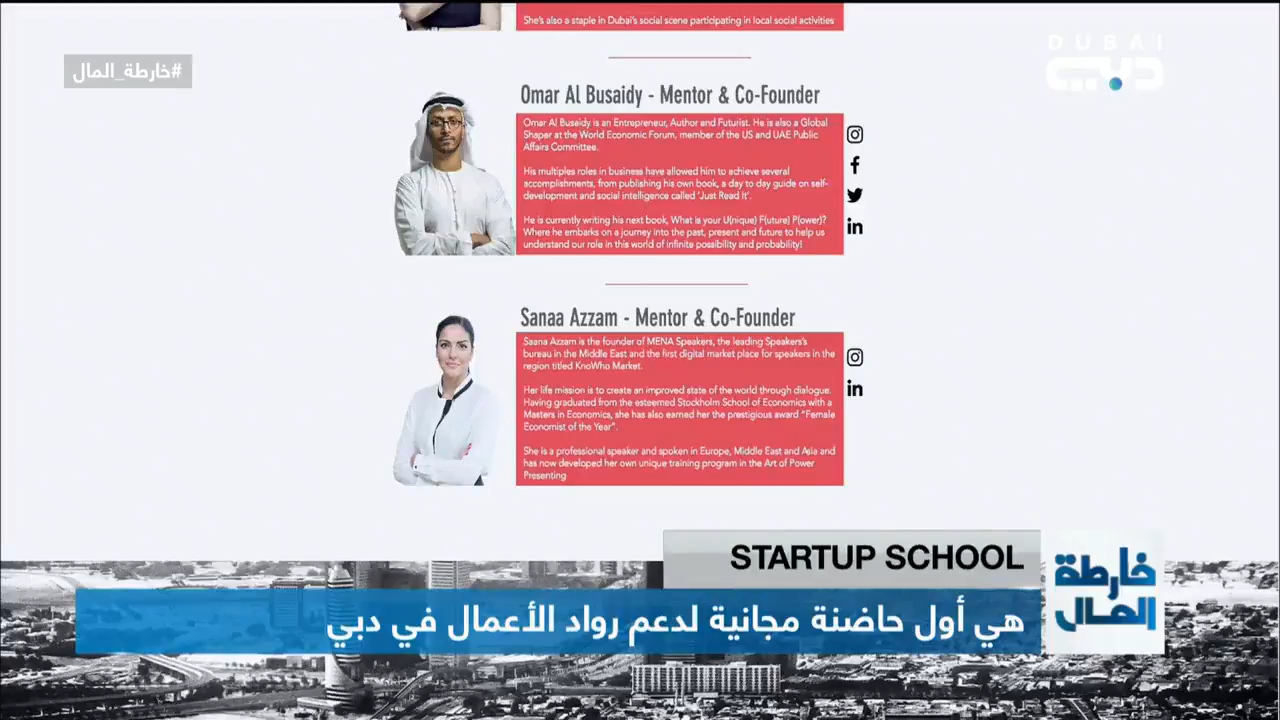 She's also a staple in Dubai's social scene participating in local social activities
#خارطة_المال
DUBAI
دبي
Omar Al Busaidy - Mentor & Co-Founder
Omar Al Busaidy is an Entrepreneur, Author and Futurist. He is also a Global
Shaper at the World Economic Forum, member of the US and UAE Public
Affairs Committee.
His multiples roles in business have allowed him to achieve several
accomplishments, from publishing his own book, a day to day guide on self-
development and social intelligence called 'Just Read It'.
He is currently writing his next book, What is your U(nique) F(uture) P(ower)?
Where he embarks on a journey into the past, present and future to help us
understand our role in this world of infinite possibility and probability!
Sanaa Azzam - Mentor & Co-Founder
Saana Azzam is the founder of MENA Speakers, the leading Speakers's
bureau in the Middle East and the first digital market place for speakers in the
region titled KnoWho Market.
Her life mission is to create an improved state of the world through dialogue.
Having graduated from the esteemed Stockholm School of Economics with a
Masters in Economics, she has also earned her the prestigious award "Female
Economist of the Year".
She is a professional speaker and spoken in Europe, Middle East and Asia and
has now developed her own unique training program in the Art of Power
Presenting
STARTUP SCHOOL
خارطة
المال
هي أول حاضنة مجانية لدعم رواد الأعمال في دبي